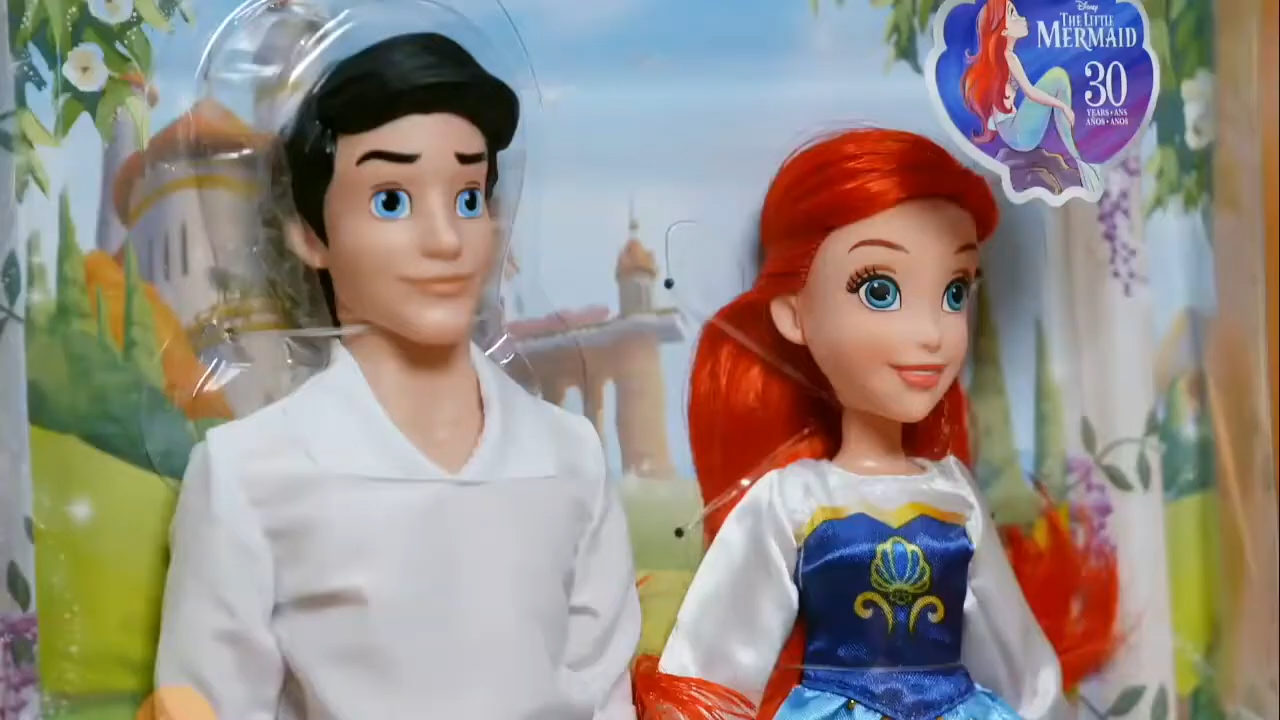 Disney
THE LITTLE
MERMAID
30
YEARS • ANS
AÑOS • ANOS